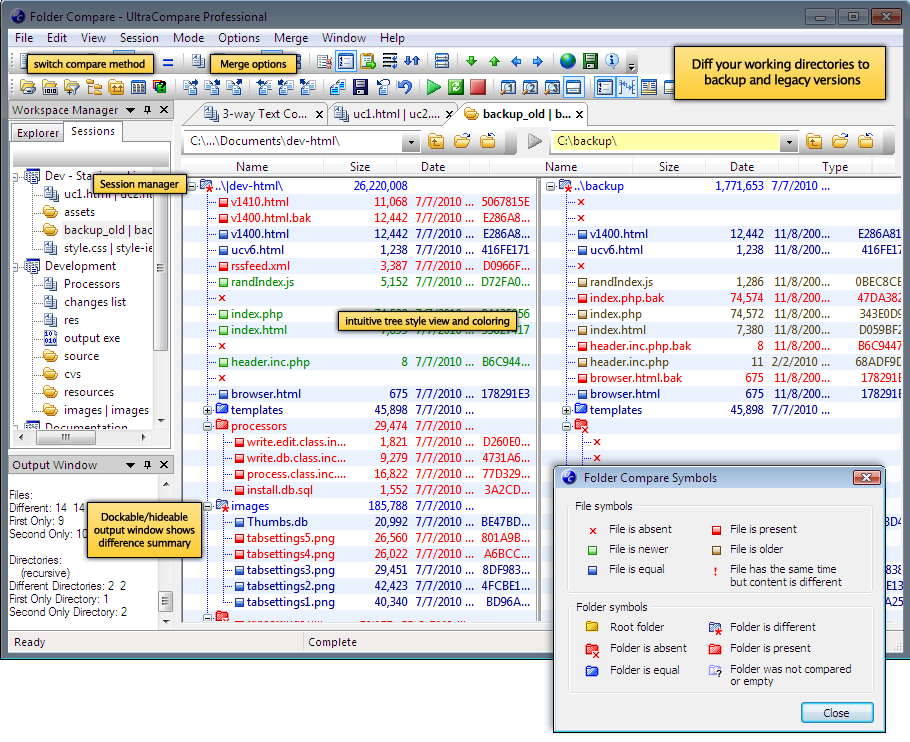 Folder Compare - UltraCompare Professional
File Edit View Session Mode Options Merge Window Help
switch compare method
Merge options
Diff your working directories to
backup and legacy versions
Workspace Manager
Explorer Sessions
3-way Text Co... uc1.html | uc2.... backup_old | b...
C:\...\Documents\dev-html\ C:\backup\
Name Size Date Name Size Date Type
Dev -
uc1.html | uc2.h
assets
backup_old | bac
style.css | style-ie
Development
Processors
changes list
res
output exe
source
cvs
resources
images | images
Documentation
Session manager
..\|dev-html\ 26,220,008 ..\backup 1,771,653 7/7/2010 ...
v1410.html 11,068 7/7/2010 ... 5067815E
v1400.html.bak 12,442 7/7/2010 ... E286A8...
v1400.html 12,442 7/7/2010 ... E286A8... v1400.html 12,442 11/8/200... E286A81
ucv6.html 1,238 7/7/2010 ... 416FE171 ucv6.html 1,238 11/8/200... 416FE17
rssfeed.xml 3,387 7/7/2010 ... D0966F...
randIndex.js 5,152 7/7/2010 ... D72FA0... randIndex.js 1,286 11/8/200... 0BEC8CE
index.php.bak 74,574 11/8/200... 47DA382
index.php index.php 74,572 11/8/200... 343E0D9
intuitive tree style view and coloring
index.html index.html 7,380 11/8/200... D059BF2
index.php.php.bak
header.inc.php.bak 8 11/8/200... B6C9447
header.inc.php 8 7/7/2010 ... B6C944... header.inc.php 11 2/2/2010 ... 68ADF9D
browser.html.bak 675 11/8/200... 178291E
browser.html 675 7/7/2010 ... 178291E3 browser.html 675 11/8/200... 178291E
templates 45,898 7/7/2010 ... templates 45,898 7/7/2010 ...
processors 29,474 7/7/2010 ...
write.edit.class.in... 1,821 7/7/2010 ... D260E0...
write.db.class.inc... 9,279 7/7/2010 ... 4731A6...
process.class.inc... 16,822 7/7/2010 ... 77D329...
install.db.sql 1,552 7/7/2010 ... 3A2CD...
images 185,788 7/7/2010 ...
Thumbs.db 20,992 7/7/2010 ... BE47BD...
tabsettings5.png 26,560 7/7/2010 ... 801A9B...
tabsettings4.png 26,022 7/7/2010 ... A6BCC...
tabsettings3.png 29,451 7/7/2010 ... 8DF983...
tabsettings2.png 42,423 7/7/2010 ... 4FCBE1...
tabsettings1.png 40,340 7/7/2010 ... BD96A...
Output Window
Files:
Different: 14 14
First Only: 9
Second Only: 10
Directories:
(recursive)
Different Directories: 2 2
First Only Directory: 1
Second Only Directory: 2
Dockable/hideable
output window shows
difference summary
Ready Complete
Folder Compare Symbols
File symbols
File is absent File is present
File is newer File is older
File is equal File has the same time
but content is different
Folder symbols
Root folder Folder is different
Folder is absent Folder is present
Folder is equal Folder was not compared
or empty
Close